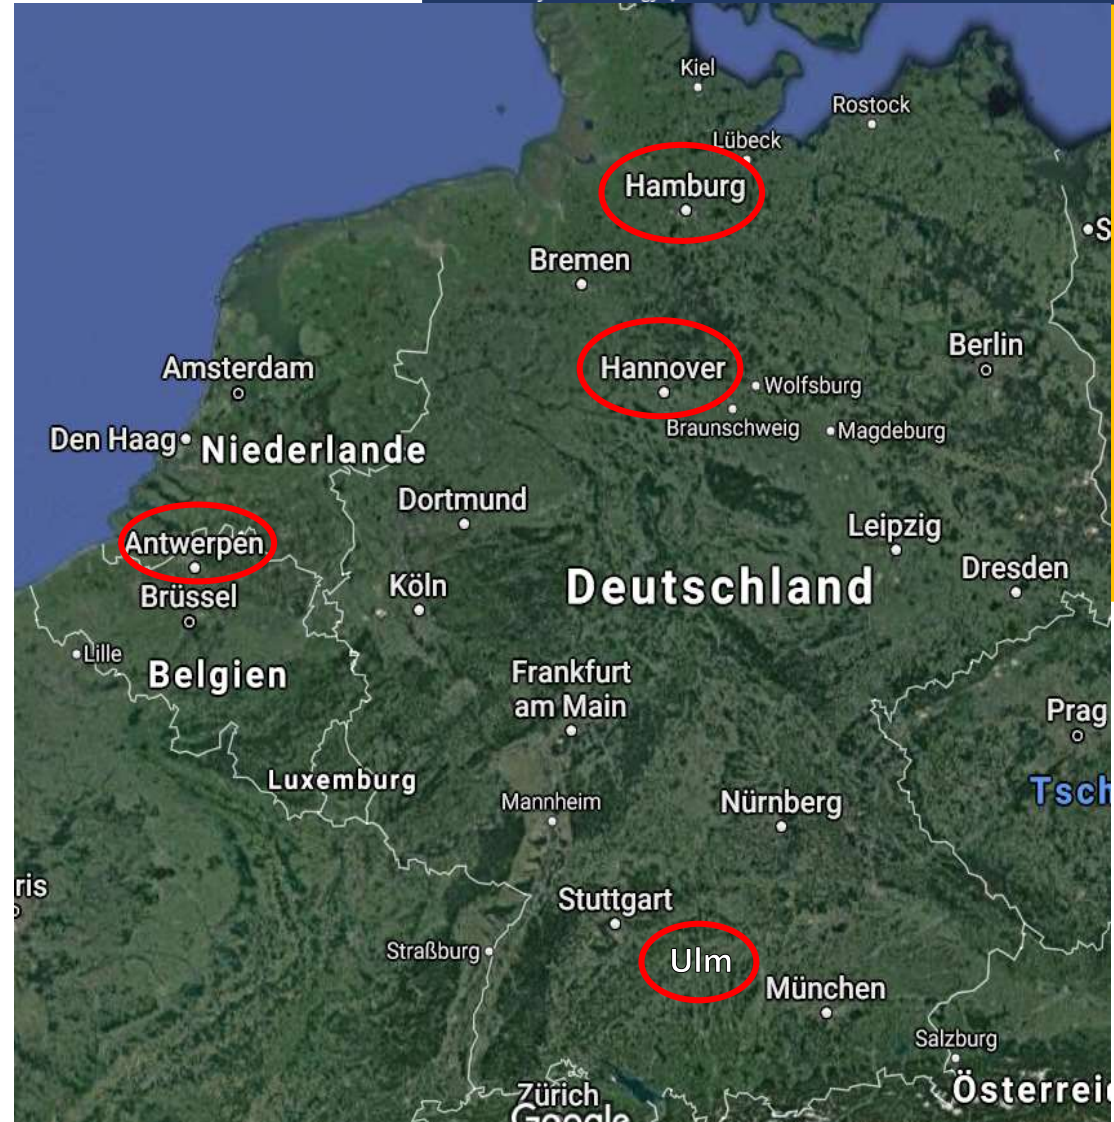 Kiel
Rostock
Lübeck
Hamburg
Bremen
Hannover
Berlin
Amsterdam
Wolfsburg
Braunschweig
Magdeburg
Den Haag
Niederlande
Dortmund
Leipzig
Antwerpen
Dresden
Köln
Deutschland
Brüssel
Lille
Belgien
Frankfurt
am Main
Prag
Luxemburg
Tsch
Mannheim
Nürnberg
ris
Stuttgart
Straßburg
Ulm
München
Salzburg
Österrei
Zürich
Google